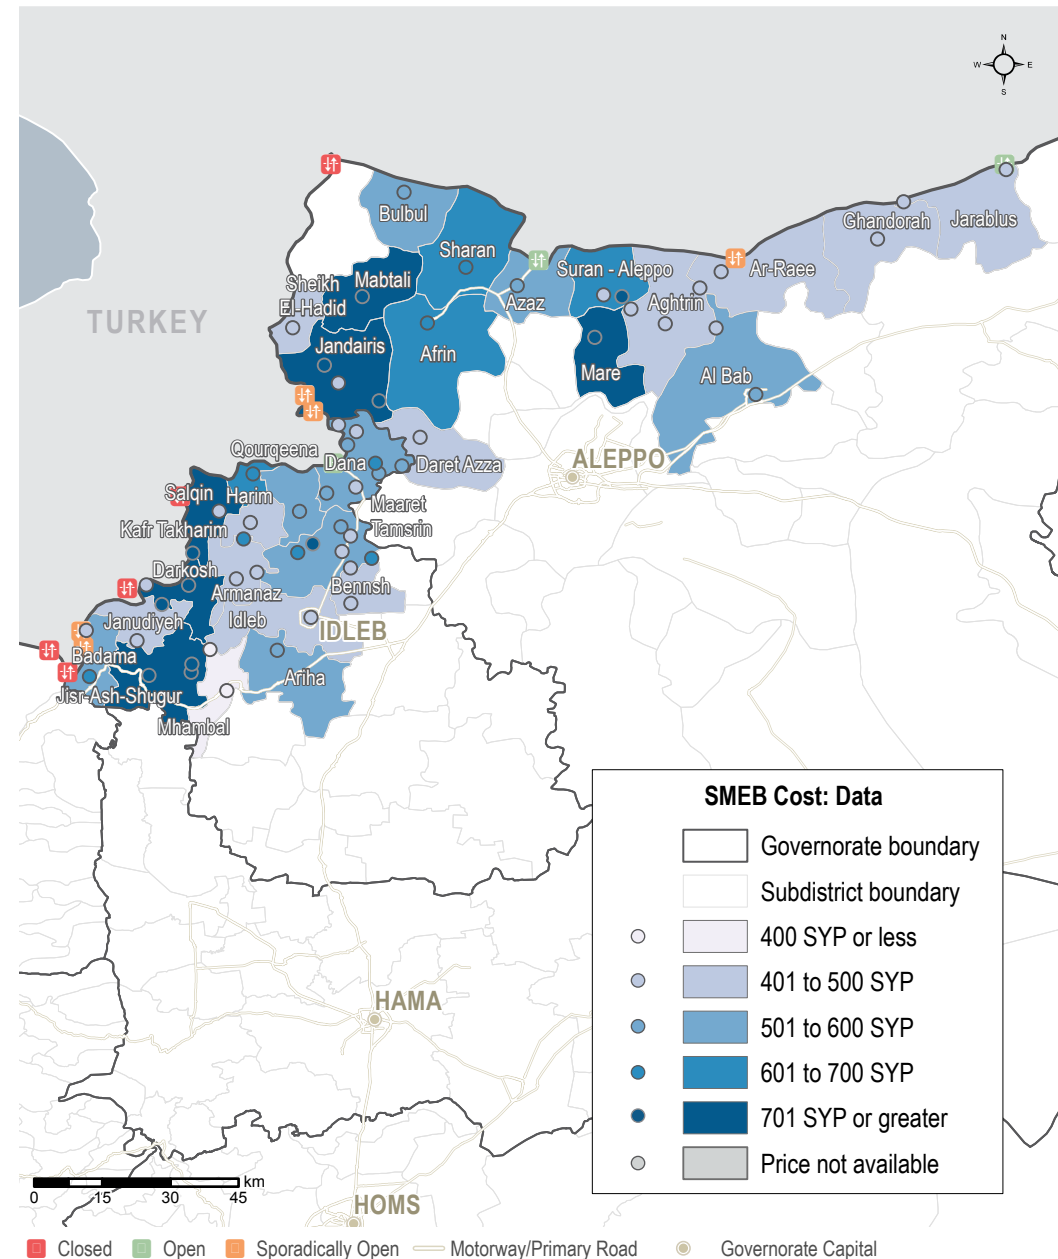 N
W E
S
TURKEY
Bulbul
Sharan
Mabtali
Sheikh
El-Hadid
Jandairis
Afrin
Azaz
Suran - Aleppo
Aghtrin
Ar-Raee
Ghandorah
Jarablus
Mare
Al Bab
ALEPPO
Qourqeena
Dana
Daret Azza
Salqin
Harim
Maaret
Tamsrin
Kafr Takharim
Darkosh
Armanaz
Bennsh
Janudiyeh
Idleb
IDLEB
Badama
Ariha
Jisr-Ash-Shugur
Mhambal
HAMA
HOMS
SMEB Cost: Data
Governorate boundary
Subdistrict boundary
400 SYP or less
401 to 500 SYP
501 to 600 SYP
601 to 700 SYP
701 SYP or greater
Price not available
km
0 15 30 45
Closed Open Sporadically Open Motorway/Primary Road Governorate Capital